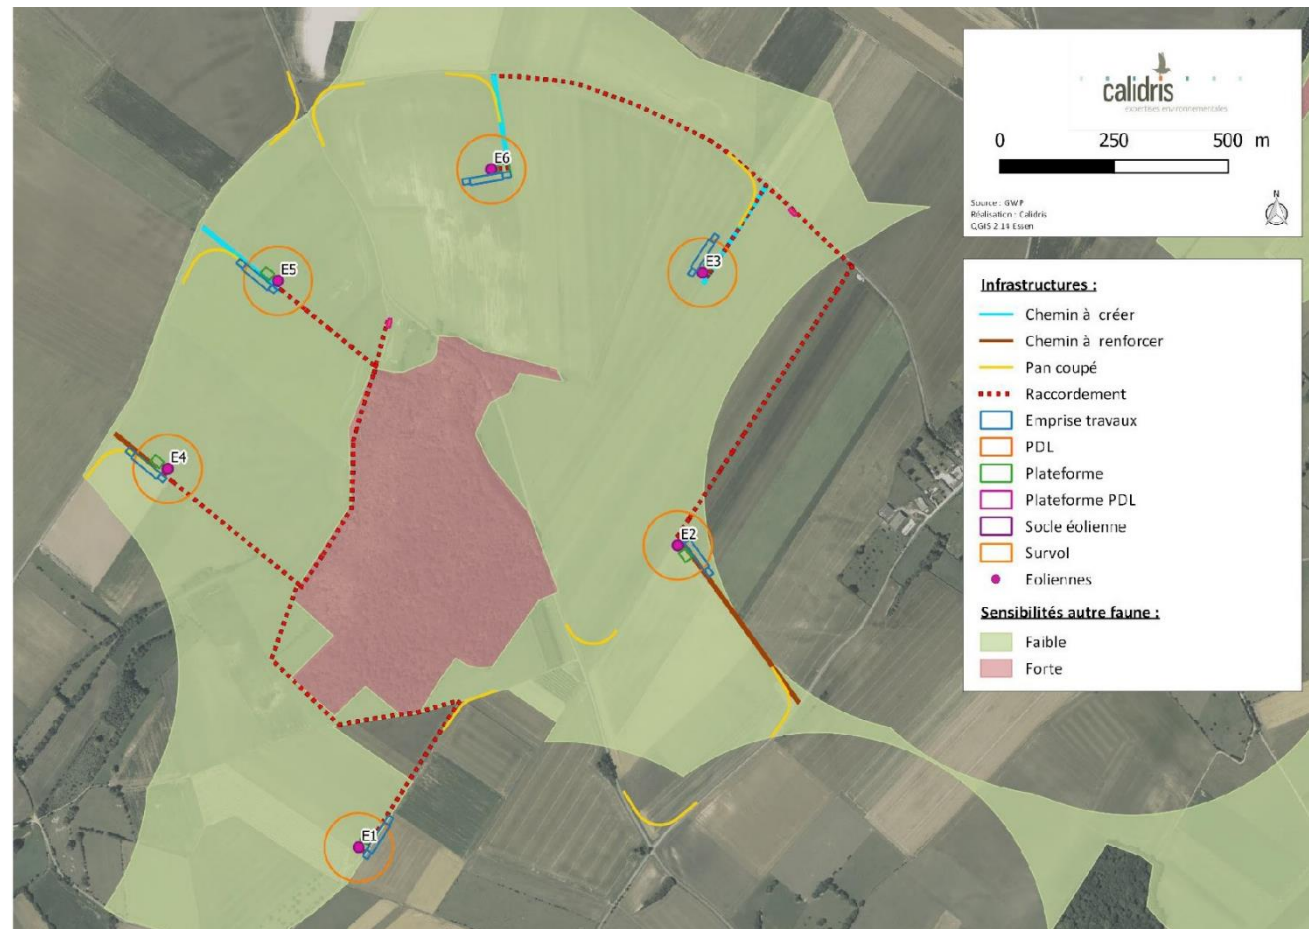 calidris
expertises environnementales
0 250 500 m
Source : GWP
Réalisation : Calidris
QGIS 2.14 Essen
N
Infrastructures :
Chemin à créer
Chemin à renforcer
Pan coupé
Raccordement
Emprise travaux
PDL
Plateforme
Plateforme PDL
Socle éolienne
Survol
Eoliennes
Sensibilités autre faune :
Faible
Forte
E6
E3
E5
E4
E2
E1